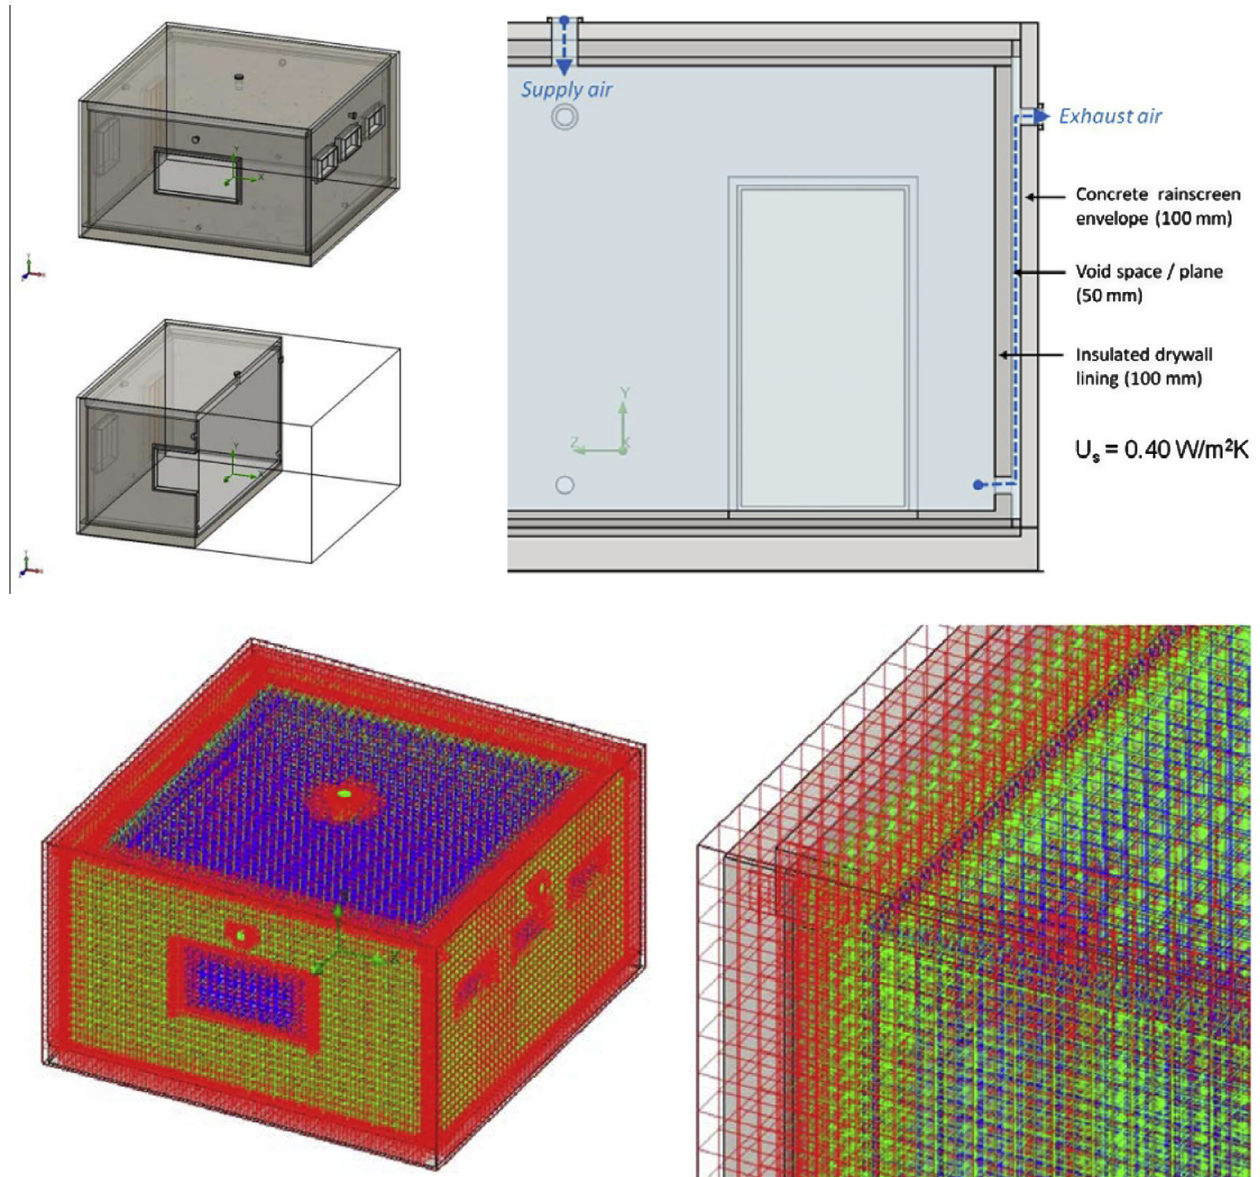 Supply air
Exhaust air
Concrete rainscreen
envelope (100 mm)
Void space / plane
(50 mm)
Insulated drywall
lining (100 mm)
Y
Z
X
Uₛ = 0.40 W/m²K